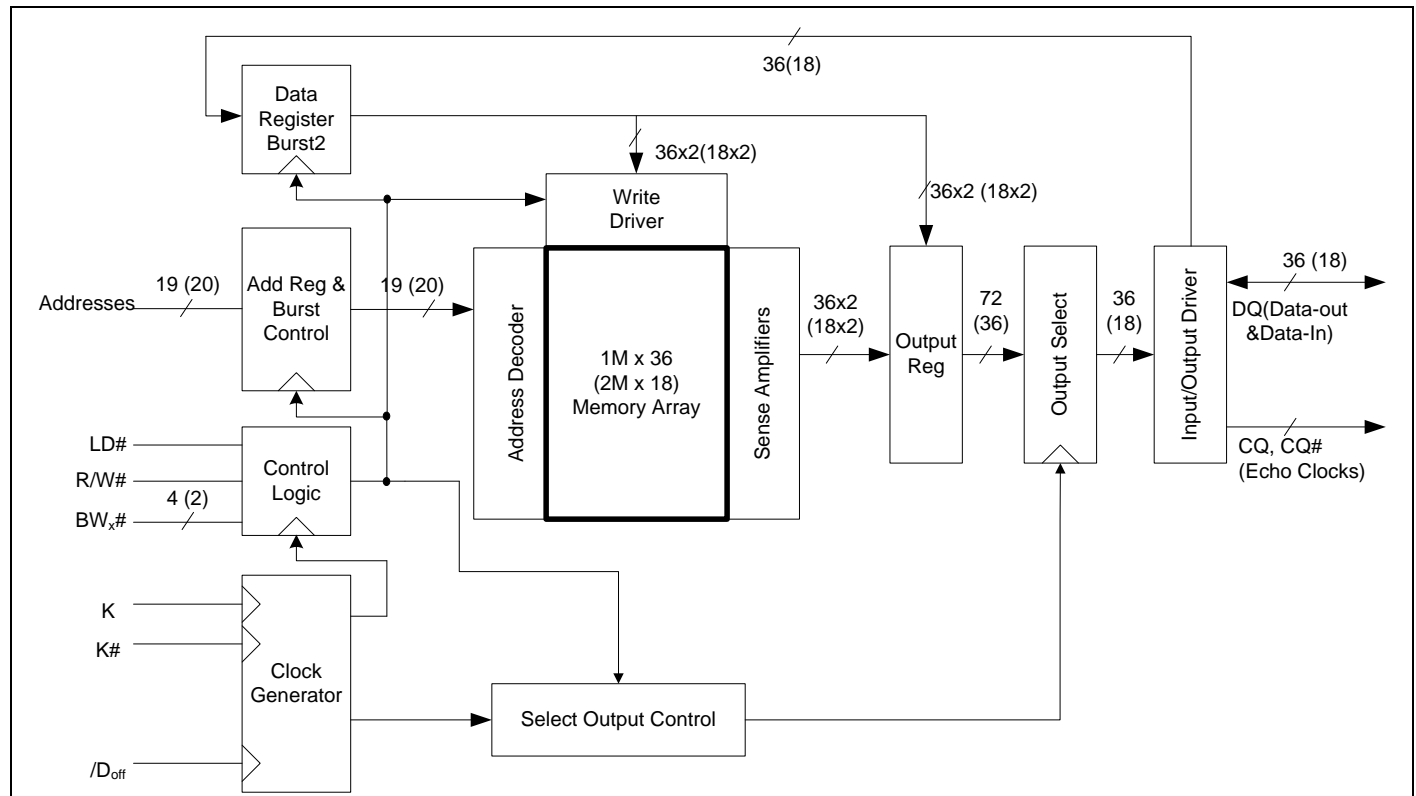 36(18)
Data
Register
Burst2
36x2(18x2)
Write
Driver
36x2 (18x2)
Addresses
19 (20)
Add Reg &
Burst
Control
19 (20)
Address Decoder
1M x 36
(2M x 18)
Memory Array
Sense Amplifiers
36x2
(18x2)
Output
Reg
72
(36)
Output Select
36
(18)
Input/Output Driver
36 (18)
DQ(Data-out
&Data-In)
CQ, CQ#
(Echo Clocks)
LD#
R/W#
BWx#
4 (2)
Control
Logic
K
K#
/Doff
Clock
Generator
Select Output Control